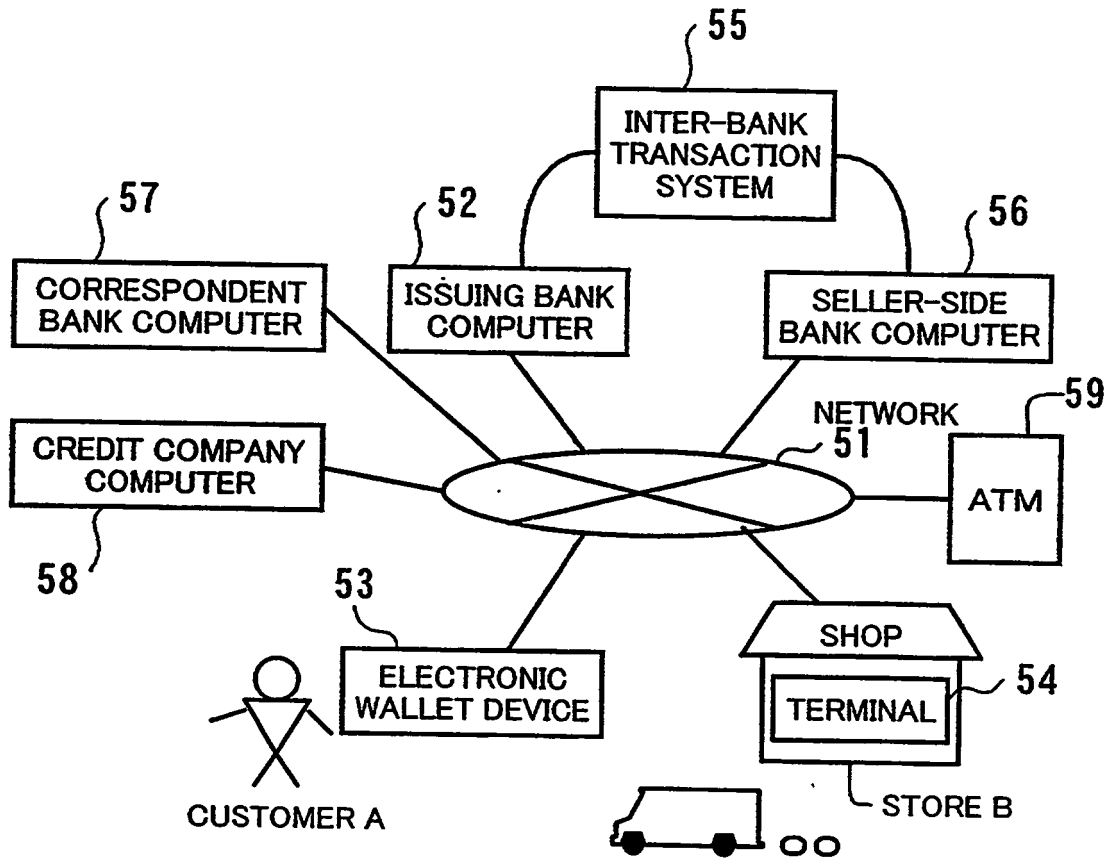 55
INTER-BANK
TRANSACTION
SYSTEM
57
52
56
CORRESPONDENT
BANK COMPUTER
ISSUING BANK
COMPUTER
SELLER-SIDE
BANK COMPUTER
59
NETWORK
51
CREDIT COMPANY
COMPUTER
ATM
58
53
SHOP
ELECTRONIC
WALLET DEVICE
54
TERMINAL
CUSTOMER A
STORE B